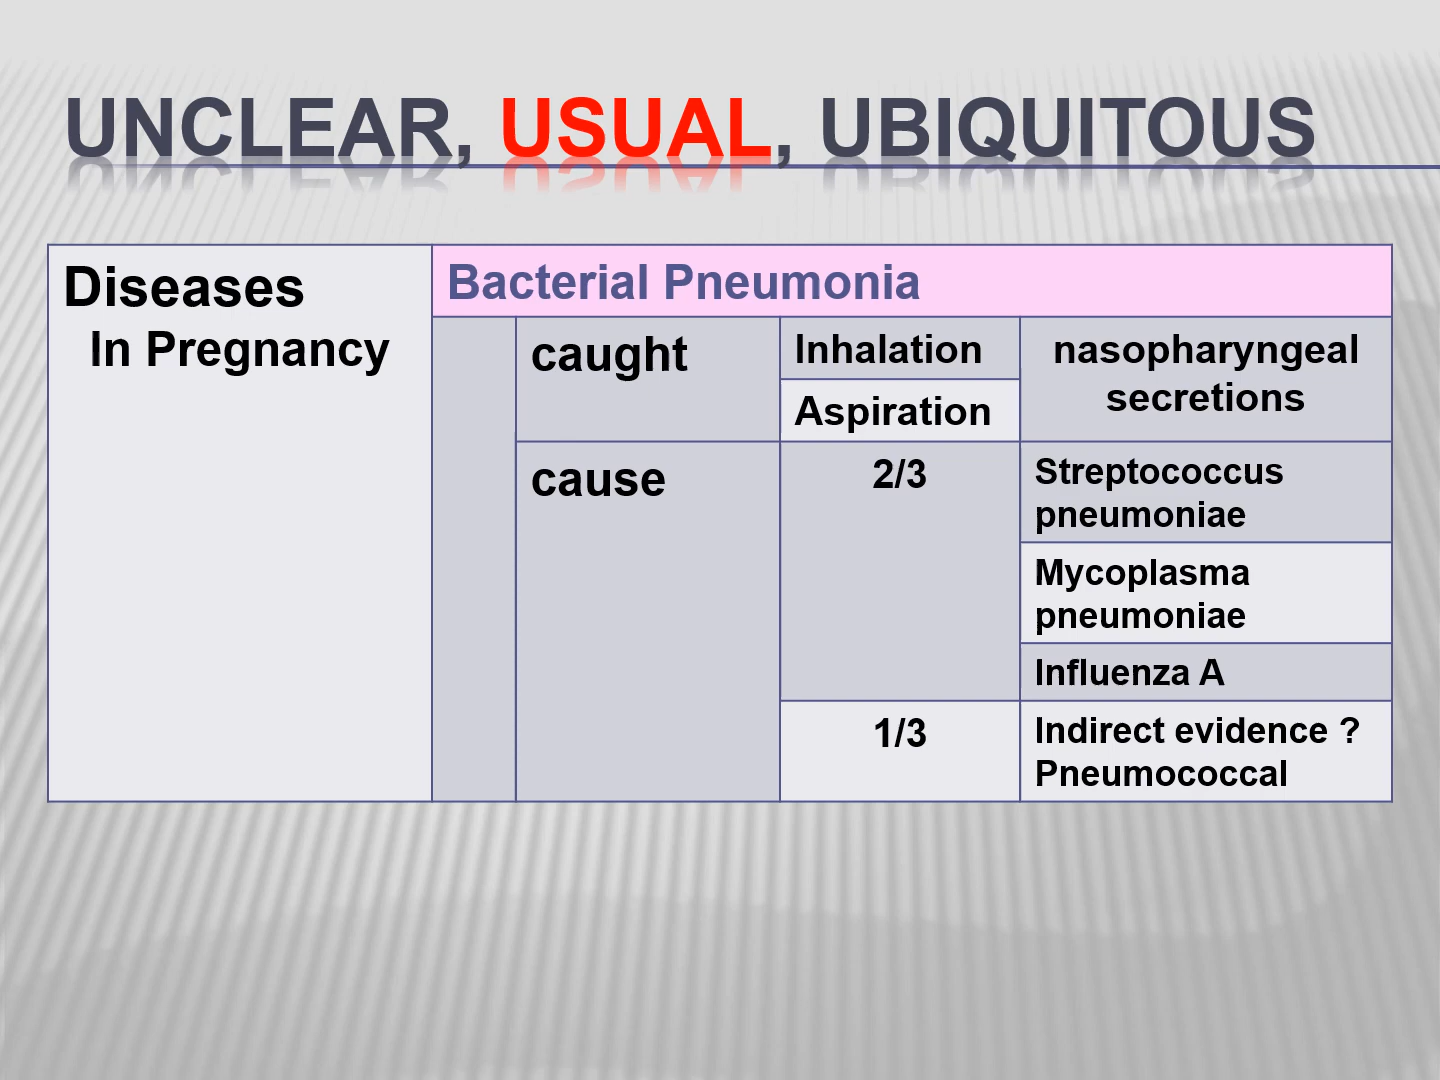 UNCLEAR, USUAL, UBIQUITOUS
Diseases
In Pregnancy
Bacterial Pneumonia
caught
Inhalation
Aspiration
nasopharyngeal
secretions
cause
2/3
Streptococcus
pneumoniae
Mycoplasma
pneumoniae
Influenza A
1/3
Indirect evidence ?
Pneumococcal